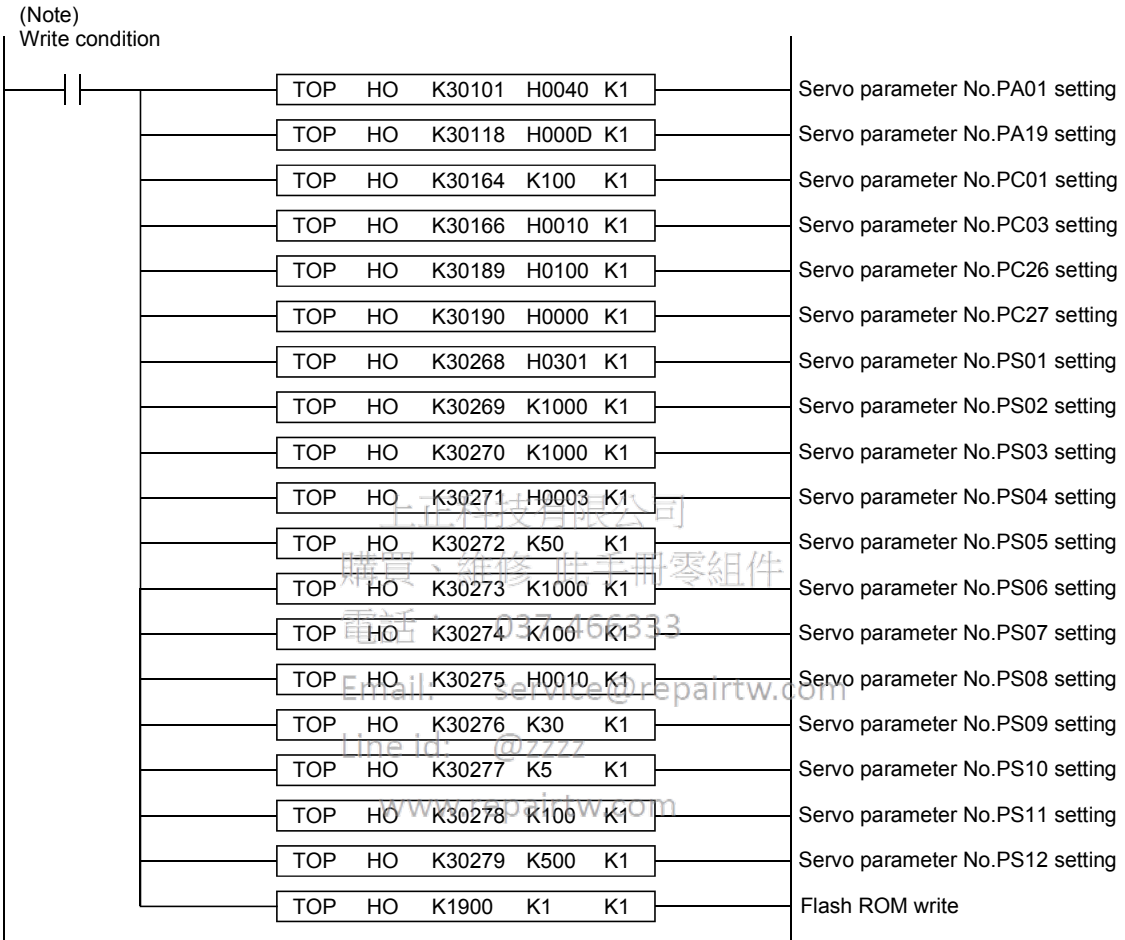 (Note)
Write condition
TOP HO K30101 H0040 K1 Servo parameter No.PA01 setting
TOP HO K30118 H000D K1 Servo parameter No.PA19 setting
TOP HO K30164 K100 K1 Servo parameter No.PC01 setting
TOP HO K30166 H0010 K1 Servo parameter No.PC03 setting
TOP HO K30189 H0100 K1 Servo parameter No.PC26 setting
TOP HO K30190 H0000 K1 Servo parameter No.PC27 setting
TOP HO K30268 H0301 K1 Servo parameter No.PS01 setting
TOP HO K30269 K1000 K1 Servo parameter No.PS02 setting
TOP HO K30270 K1000 K1 Servo parameter No.PS03 setting
TOP HO K30271 H0003 K1 Servo parameter No.PS04 setting
上正科技有限公司
TOP HO K30272 K50 K1 Servo parameter No.PS05 setting
購買、維修 此手冊零組件
TOP HO K30273 K1000 K1 Servo parameter No.PS06 setting
電話： 037-466333
TOP HO K30274 K100 K1 Servo parameter No.PS07 setting
TOP HO K30275 H0010 K1 Servo parameter No.PS08 setting
Email: service@repairtw.com
TOP HO K30276 K30 K1 Servo parameter No.PS09 setting
Line id: @zzzz
TOP HO K30277 K5 K1 Servo parameter No.PS10 setting
www.repairtw.com
TOP HO K30278 K100 K1 Servo parameter No.PS11 setting
TOP HO K30279 K500 K1 Servo parameter No.PS12 setting
TOP HO K1900 K1 K1 Flash ROM write